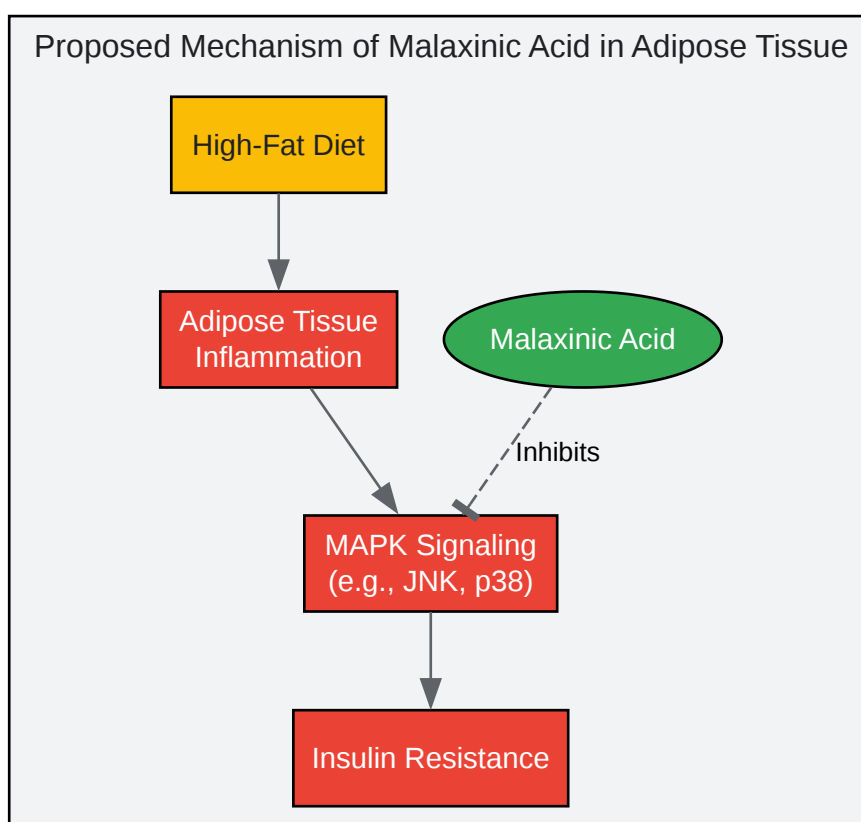 Proposed Mechanism of Malaxinic Acid in Adipose Tissue
High-Fat Diet
Adipose Tissue
Inflammation
Malaxinic Acid
Inhibits
MAPK Signaling
(e.g., JNK, p38)
Insulin Resistance